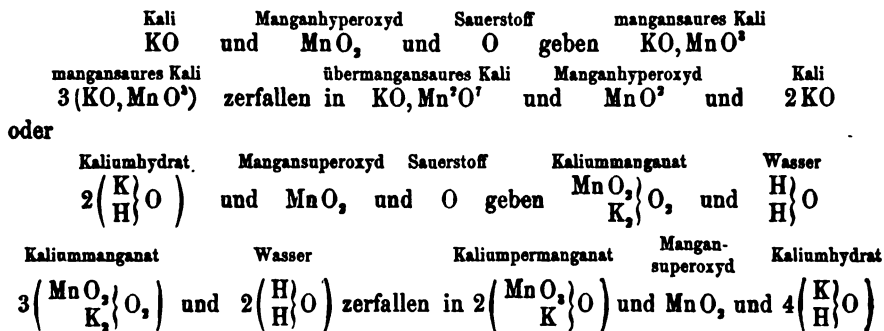 Kali Manganhyperoxyd Sauerstoff mangansaures Kali
KO und MnO₂ und O geben KO, MnO³
mangansaures Kali übermangansaures Kali Manganhyperoxyd Kali
3 (KO, MnO³) zerfallen in KO, Mn²O⁷ und MnO² und 2 KO
oder
Kaliumhydrat. Mangansuperoxyd Sauerstoff Kaliummanganat Wasser
2 ( K H } O ) und MnO₂ und O geben MnO₂ K₂ } O₂ und H H } O
Kaliummanganat Wasser Kaliumpermanganat Mangan-superoxyd Kaliumhydrat
3 ( MnO₂ K₂ } O₂ ) und 2 ( H H } O ) zerfallen in 2 ( MnO₃ K } O ) und MnO₂ und 4 ( K H } O )